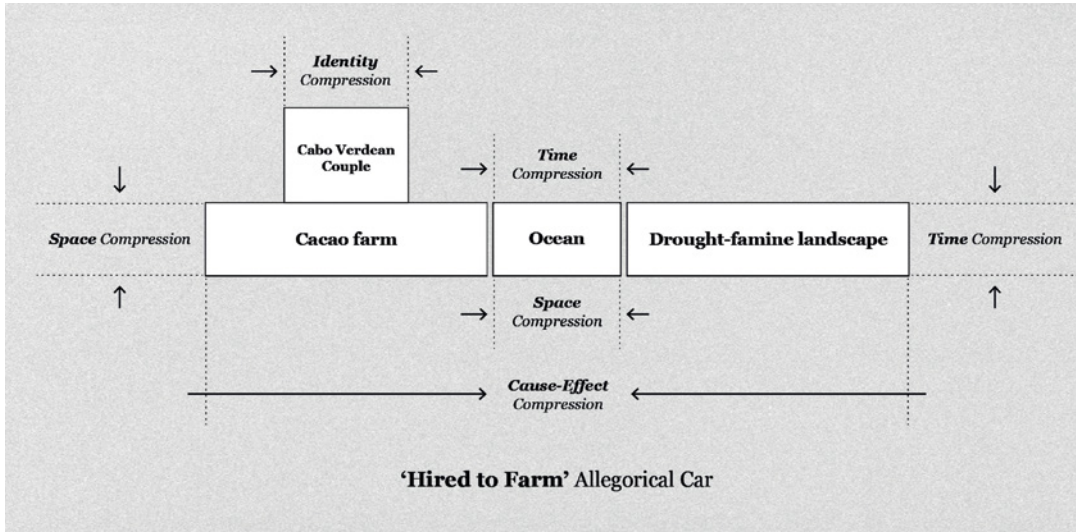 Identity
Compression
Cabo Verdean
Couple
Time
Compression
Space Compression
Cacao farm
Ocean
Drought-famine landscape
Time Compression
Space
Compression
Cause-Effect
Compression
‘Hired to Farm’ Allegorical Car